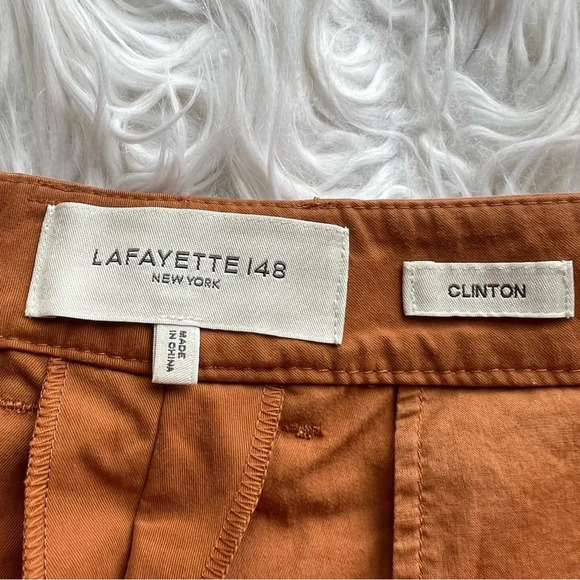 LAFAYETTE 148
NEW YORK
MADE
IN CHINA
CLINTON